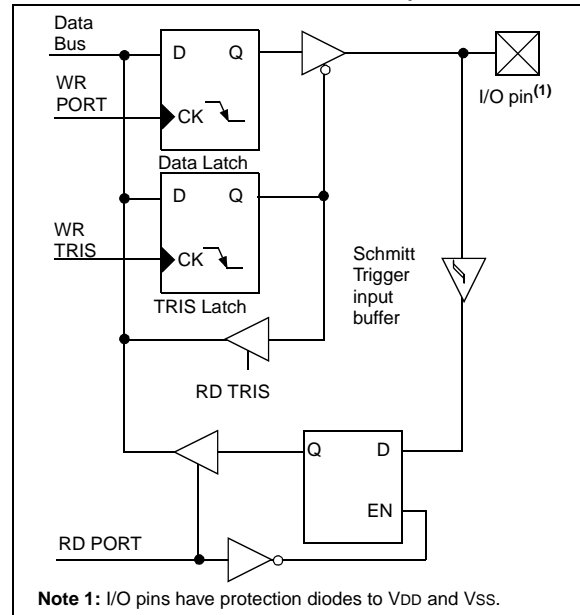 Data
Bus
D Q
WR
PORT
CK
I/O pin(1)
Data Latch
D Q
WR
TRIS
CK
Schmitt
Trigger
input
buffer
TRIS Latch
RD TRIS
Q D
EN
RD PORT
Note 1: I/O pins have protection diodes to VDD and VSS.